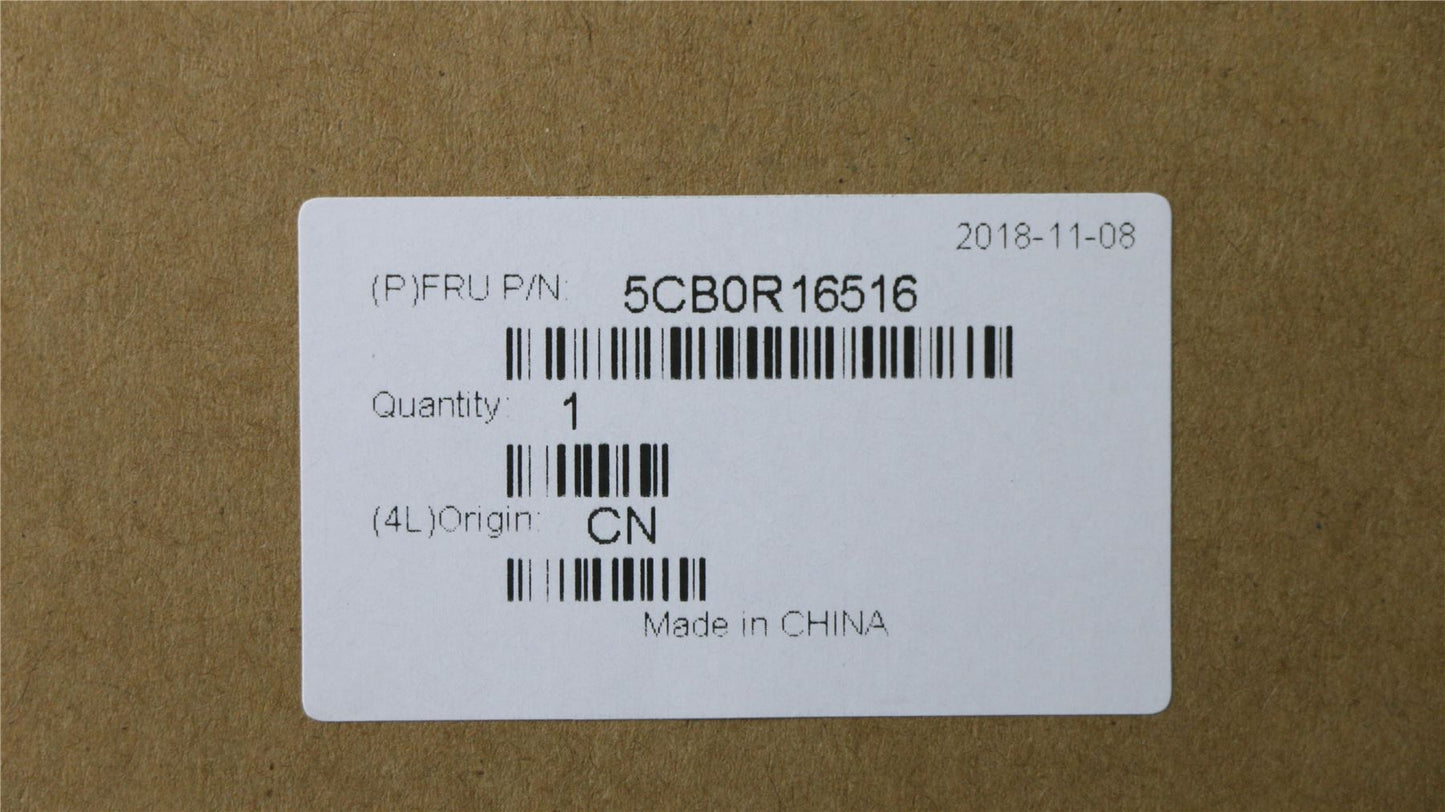 2018-11-08
(P)FRU P/N: 5CB0R16516
Quantity: 1
(4L)Origin: CN
Made in CHINA